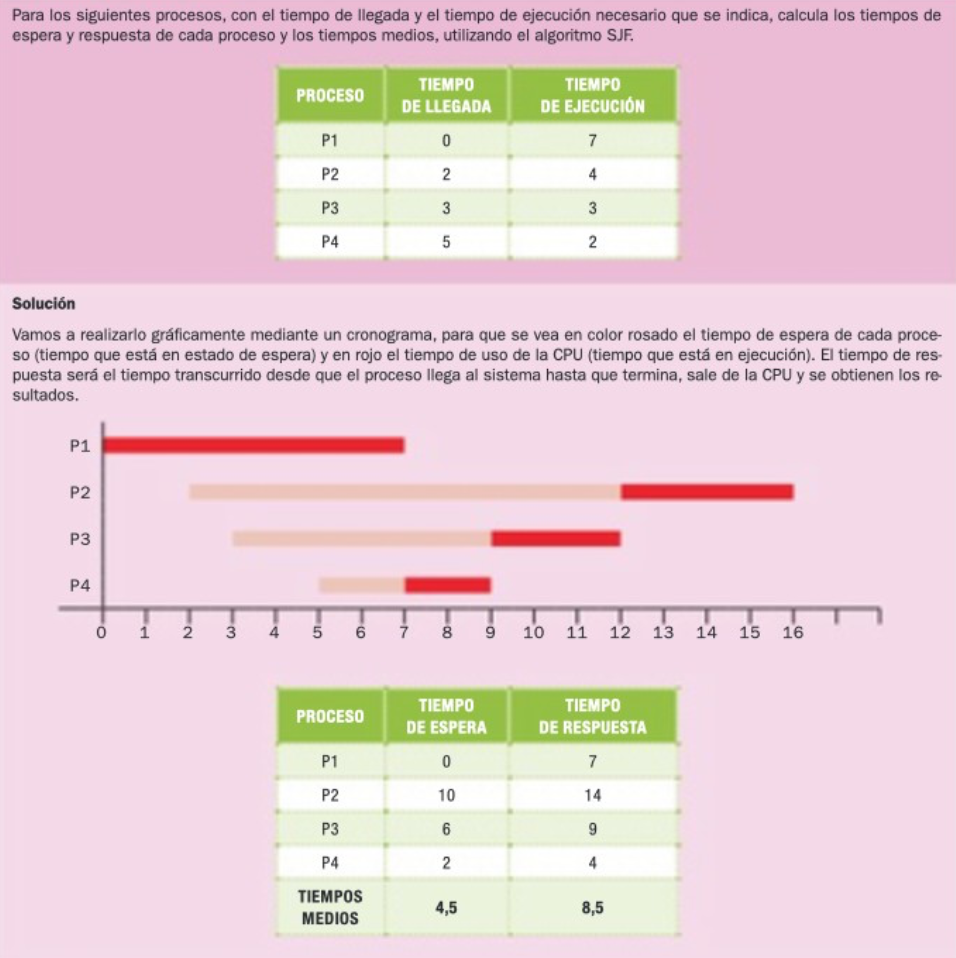 Para los siguientes procesos, con el tiempo de llegada y el tiempo de ejecución necesario que se indica, calcula los tiempos de
espera y respuesta de cada proceso y los tiempos medios, utilizando el algoritmo SJF.
PROCESO TIEMPO DE LLEGADA TIEMPO DE EJECUCIÓN
P1 0 7
P2 2 4
P3 3 3
P4 5 2
Solución
Vamos a realizarlo gráficamente mediante un cronograma, para que se vea en color rosado el tiempo de espera de cada proce-
so (tiempo que está en estado de espera) y en rojo el tiempo de uso de la CPU (tiempo que está en ejecución). El tiempo de res-
puesta será el tiempo transcurrido desde que el proceso llega al sistema hasta que termina, sale de la CPU y se obtienen los re-
sultados.
P1
P2
P3
P4
0 1 2 3 4 5 6 7 8 9 10 11 12 13 14 15 16
PROCESO TIEMPO DE ESPERA TIEMPO DE RESPUESTA
P1 0 7
P2 10 14
P3 6 9
P4 2 4
TIEMPOS MEDIOS 4,5 8,5